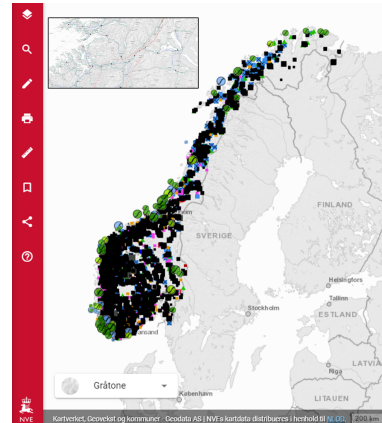 FINLAND
SVERIGE
Helsingfors
Tallinn
Stockholm
ESTLAND
Riga
LATVIA
LITAUEN
København
Gråtone
NVE
Kartverket, Geovekst og kommuner - Geodata AS | NVEs kartdata distribueres i henhold til
200 km